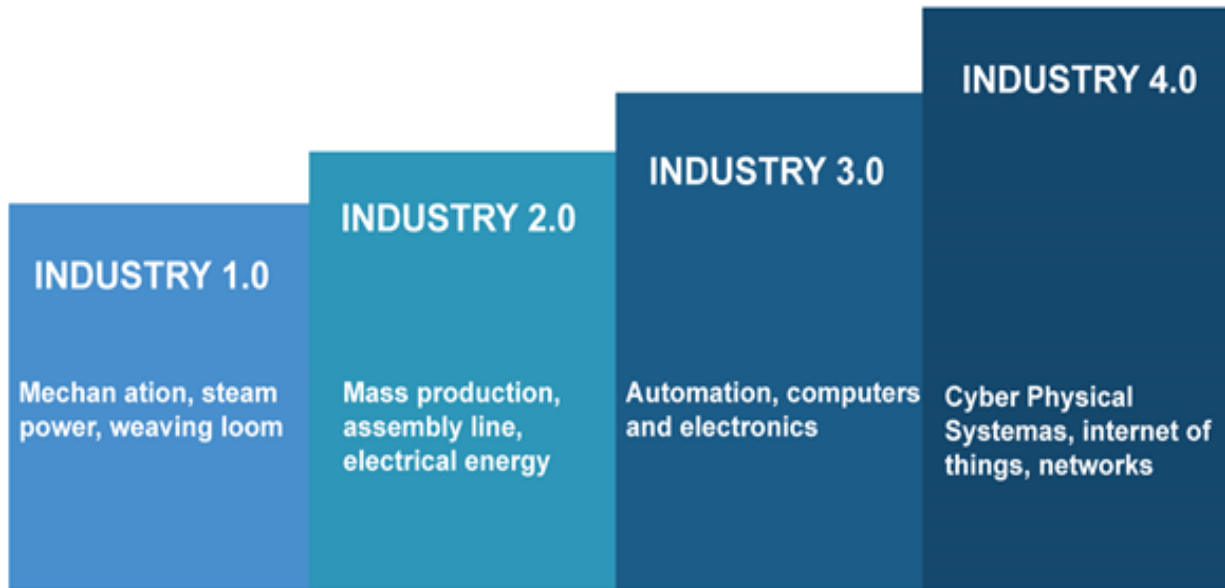 INDUSTRY 4.0
INDUSTRY 3.0
INDUSTRY 2.0
INDUSTRY 1.0
Mechan ation, steam
power, weaving loom
Mass production,
assembly line,
electrical energy
Automation, computers
and electronics
Cyber Physical
Systemas, internet of
things, networks